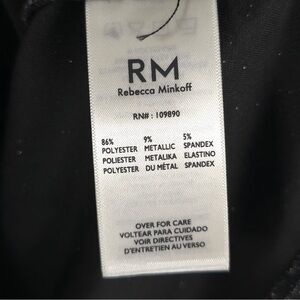 RM
Rebecca Minkoff
RN#: 109890
86% 9% 5%
POLYESTER METALLIC SPANDEX
POLIESTER METALIKA ELASTINO
POLYESTER DU MÉTAL SPANDEX
OVER FOR CARE
VOLTEAR PARA CUIDADO
VOIR DIRECTIVES
D'ENTRETIEN AU VERSO